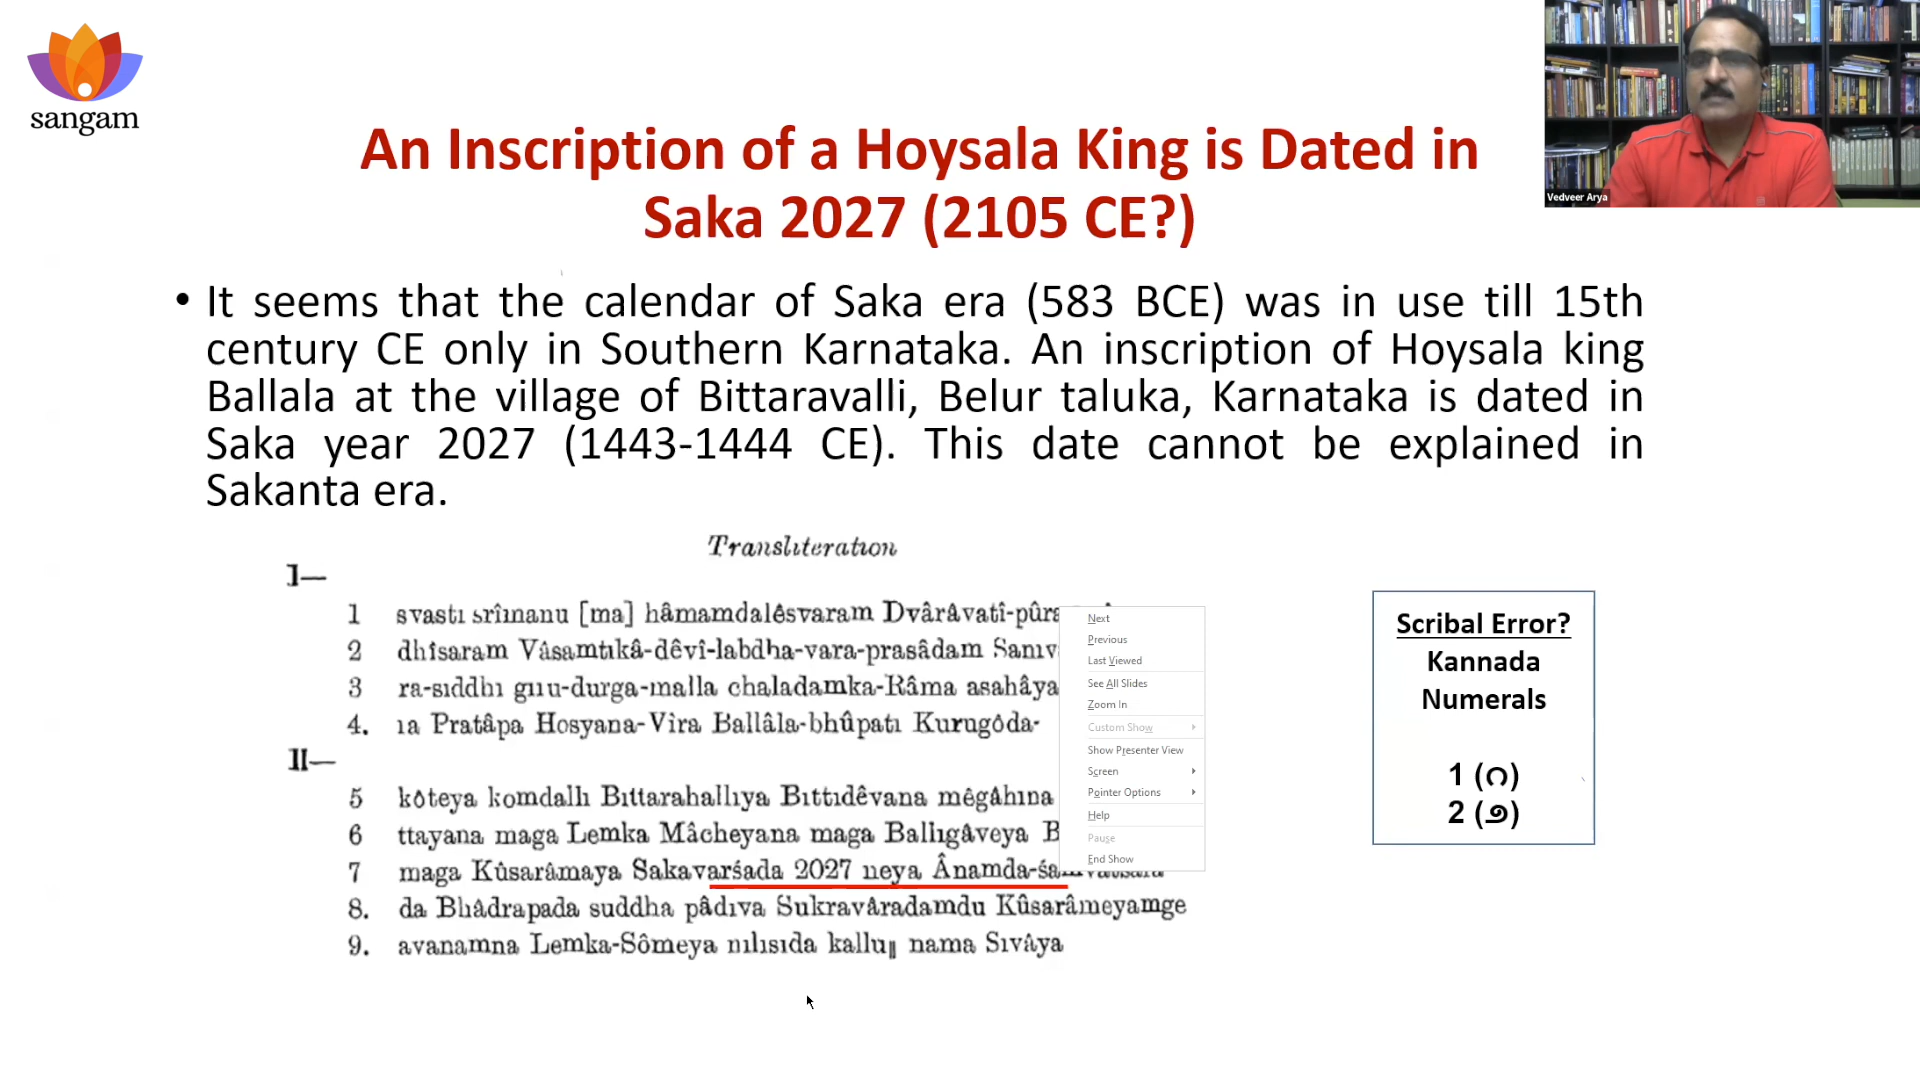 sangam
Vedveer Arya
An Inscription of a Hoysala King is Dated in
Saka 2027 (2105 CE?)
• It seems that the calendar of Saka era (583 BCE) was in use till 15th
century CE only in Southern Karnataka. An inscription of Hoysala king
Ballala at the village of Bittaravalli, Belur taluka, Karnataka is dated in
Saka year 2027 (1443-1444 CE). This date cannot be explained in
Sakanta era.
Transliteration
I—
1 svasti srîmanu [ma] hâmamdalêsvaram Dvârâvatî-pûra
2 dhîsaram Vâsamtikâ-dêvî-labdha-vara-prasâdam Saniv
3 ra-siddhi giu-durga-malla chaladamka-Râma asahâya
4. ia Pratâpa Hosyana-Vîra Ballâla-bhûpati Kurugôda-
II—
5 kôteya komdalli Bittarahalliya Bittidêvana mêgâhina
6 ttayana maga Lemka Mâcheyana maga Balligâveya B
7 maga Kûsarâmaya Sakavarśada 2027 neya Ânamda-śamvatsara
8. da Bhâdrapada suddha pâdiva Sukravâradamdu Kûsarâmeyamge
9. avanamna Lemka-Sômeya nilisida kallu‖ nama Sivâya
Next
Previous
Last Viewed
See All Slides
Zoom In
Custom Show
Show Presenter View
Screen
Pointer Options
Help
Pause
End Show
Scribal Error?
Kannada
Numerals
1 (೧)
2 (೨)